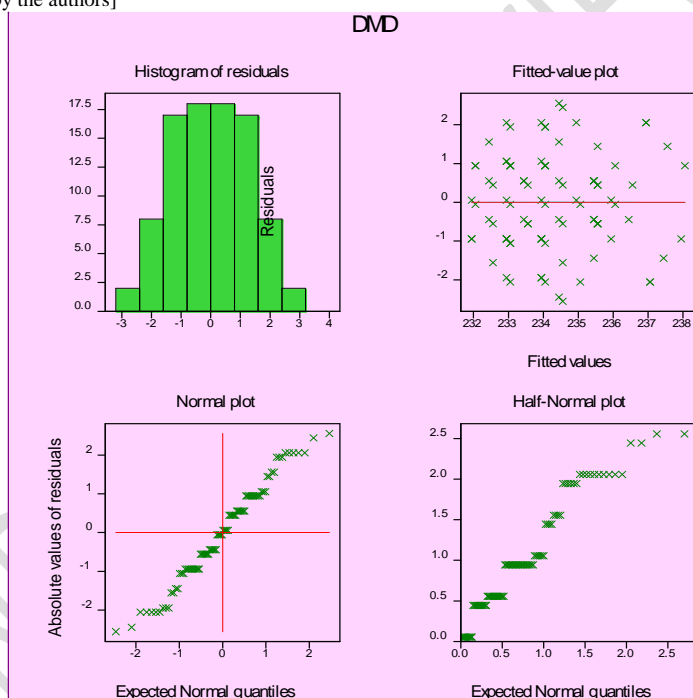 by the authors]
DMD
Histogram of residuals
17.5
15.0
12.5
10.0
7.5
5.0
2.5
0.0
-3 -2 -1 0 1 2 3 4
Residuals
Fitted-value plot
2
1
0
-1
-2
232 233 234 235 236 237 238
Fitted values
Normal plot
Absolute values of residuals
2
1
0
-1
-2
-2 -1 0 1 2
Expected Normal quantiles
Half-Normal plot
2.5
2.0
1.5
1.0
0.5
0.0
0.0 0.5 1.0 1.5 2.0 2.5
Expected Normal quantiles